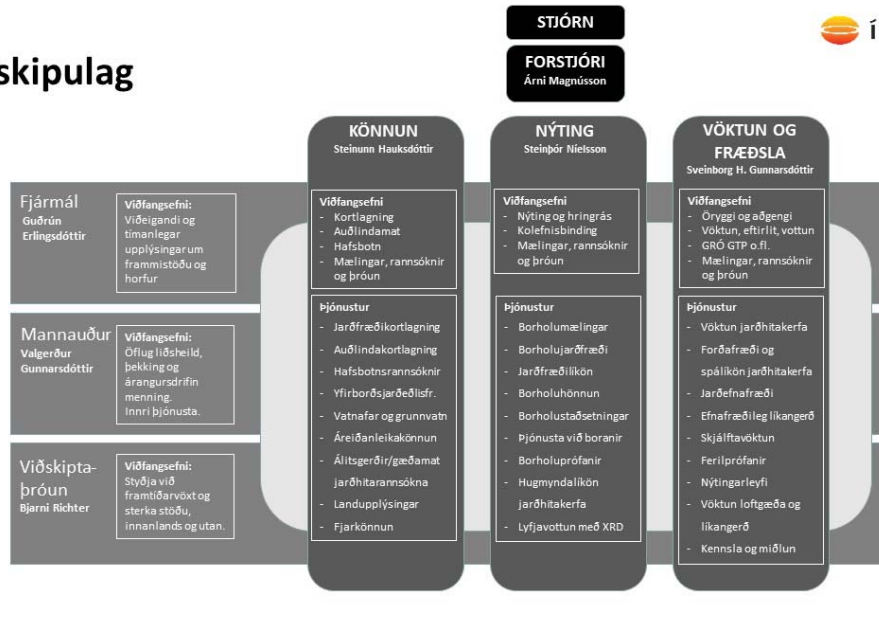 STJÓRN
FORSTJÓRI
Árni Magnússon
Í
skipulag
KÖNNUN
Steinunn Hauksdóttir
Viðfangsefni
- Kortlagning
- Auðlindamat
- Hafsbotn
- Mælingar, rannsóknir
og þróun
Þjónustur
- Jarðfræðikortlagning
- Auðlindakortlagning
- Hafsbotnsrannsóknir
- Yfirborðsjarðeðlisfr.
- Vatnafar og grunnvatn
- Áreiðanleikakönnun
- Álitsgerðir/gæðamat
jarðhitarannsókna
- Landupplýsingar
- Fjarkönnun
NÝTING
Steinþór Níelsson
Viðfangsefni
- Nýting og hringrás
- Kolefnisbinding
- Mælingar, rannsóknir
og þróun
Þjónustur
- Borholumælingar
- Borholujarðfræði
- Jarðfræðilíkön
- Borholuhönnun
- Borholustaðsetningar
- Þjónusta við boranir
- Borholuprófanir
- Hugmyndalíkön
jarðhitakerfa
- Lyfjavottun með XRD
VÖKTUN OG
FRÆÐSLA
Sveinborg H. Gunnarsdóttir
Viðfangsefni
- Öryggi og aðgengi
- Vöktun, eftirlit, vottun
- GRÓ GTP o.fl.
- Mælingar, rannsóknir
og þróun
Þjónustur
- Vöktun jarðhitakerfa
- Forðafræði og
spálíkön jarðhitakerfa
- Jarðefnafræði
- Efnafræðileg líkangerð
- Skjálftavöktun
- Ferilprófanir
- Nýtingarleyfi
- Vöktun loftgæða og
líkangerð
- Kennsla og miðlun
Fjármál
Guðrún
Erlingsdóttir
Viðfangsefni:
Viðeigandi og
tímanlegar
upplýsingar um
frammistöðu og
horfur
Mannauður
Valgerður
Gunnarsdóttir
Viðfangsefni:
Öflug liðsheild,
þekking og
árangursdrifin
menning.
Innri þjónusta.
Viðskipta-
þróun
Bjarni Richter
Viðfangsefni:
Styðja við
framtíðarvöxt og
sterka stöðu,
innanlands og utan.